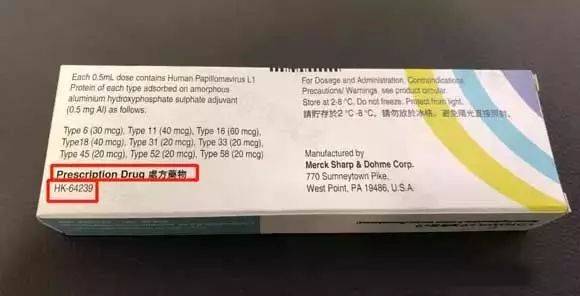 Each 0.5mL dose contains Human Papillomavirus L1
Protein of each type adsorbed on amorphous
aluminium hydroxyphosphate sulphate adjuvant
(0.5 mg Al) as follows.
Type 6 (30 mcg), Type 11 (40 mcg), Type 16 (60 mcg),
Type18 (40 mcg), Type 31 (20 mcg), Type 33 (20 mcg),
Type 45 (20 mcg), Type 52 (20 mcg), Type 58 (20 mcg)
Prescription Drug 處方藥物
HK-64239
For Dosage and Administration, Contraindications,
Precautions/ Warnings, see product circular.
Store at 2-8 °C. Do not freeze. Protect from light.
請貯存於2 °C -8 °C, 請勿放於冰格, 避免陽光直接照射.
Manufactured by
Merck Sharp & Dohme Corp.
770 Sumneytown Pike,
West Point, PA 19486, U.S.A.